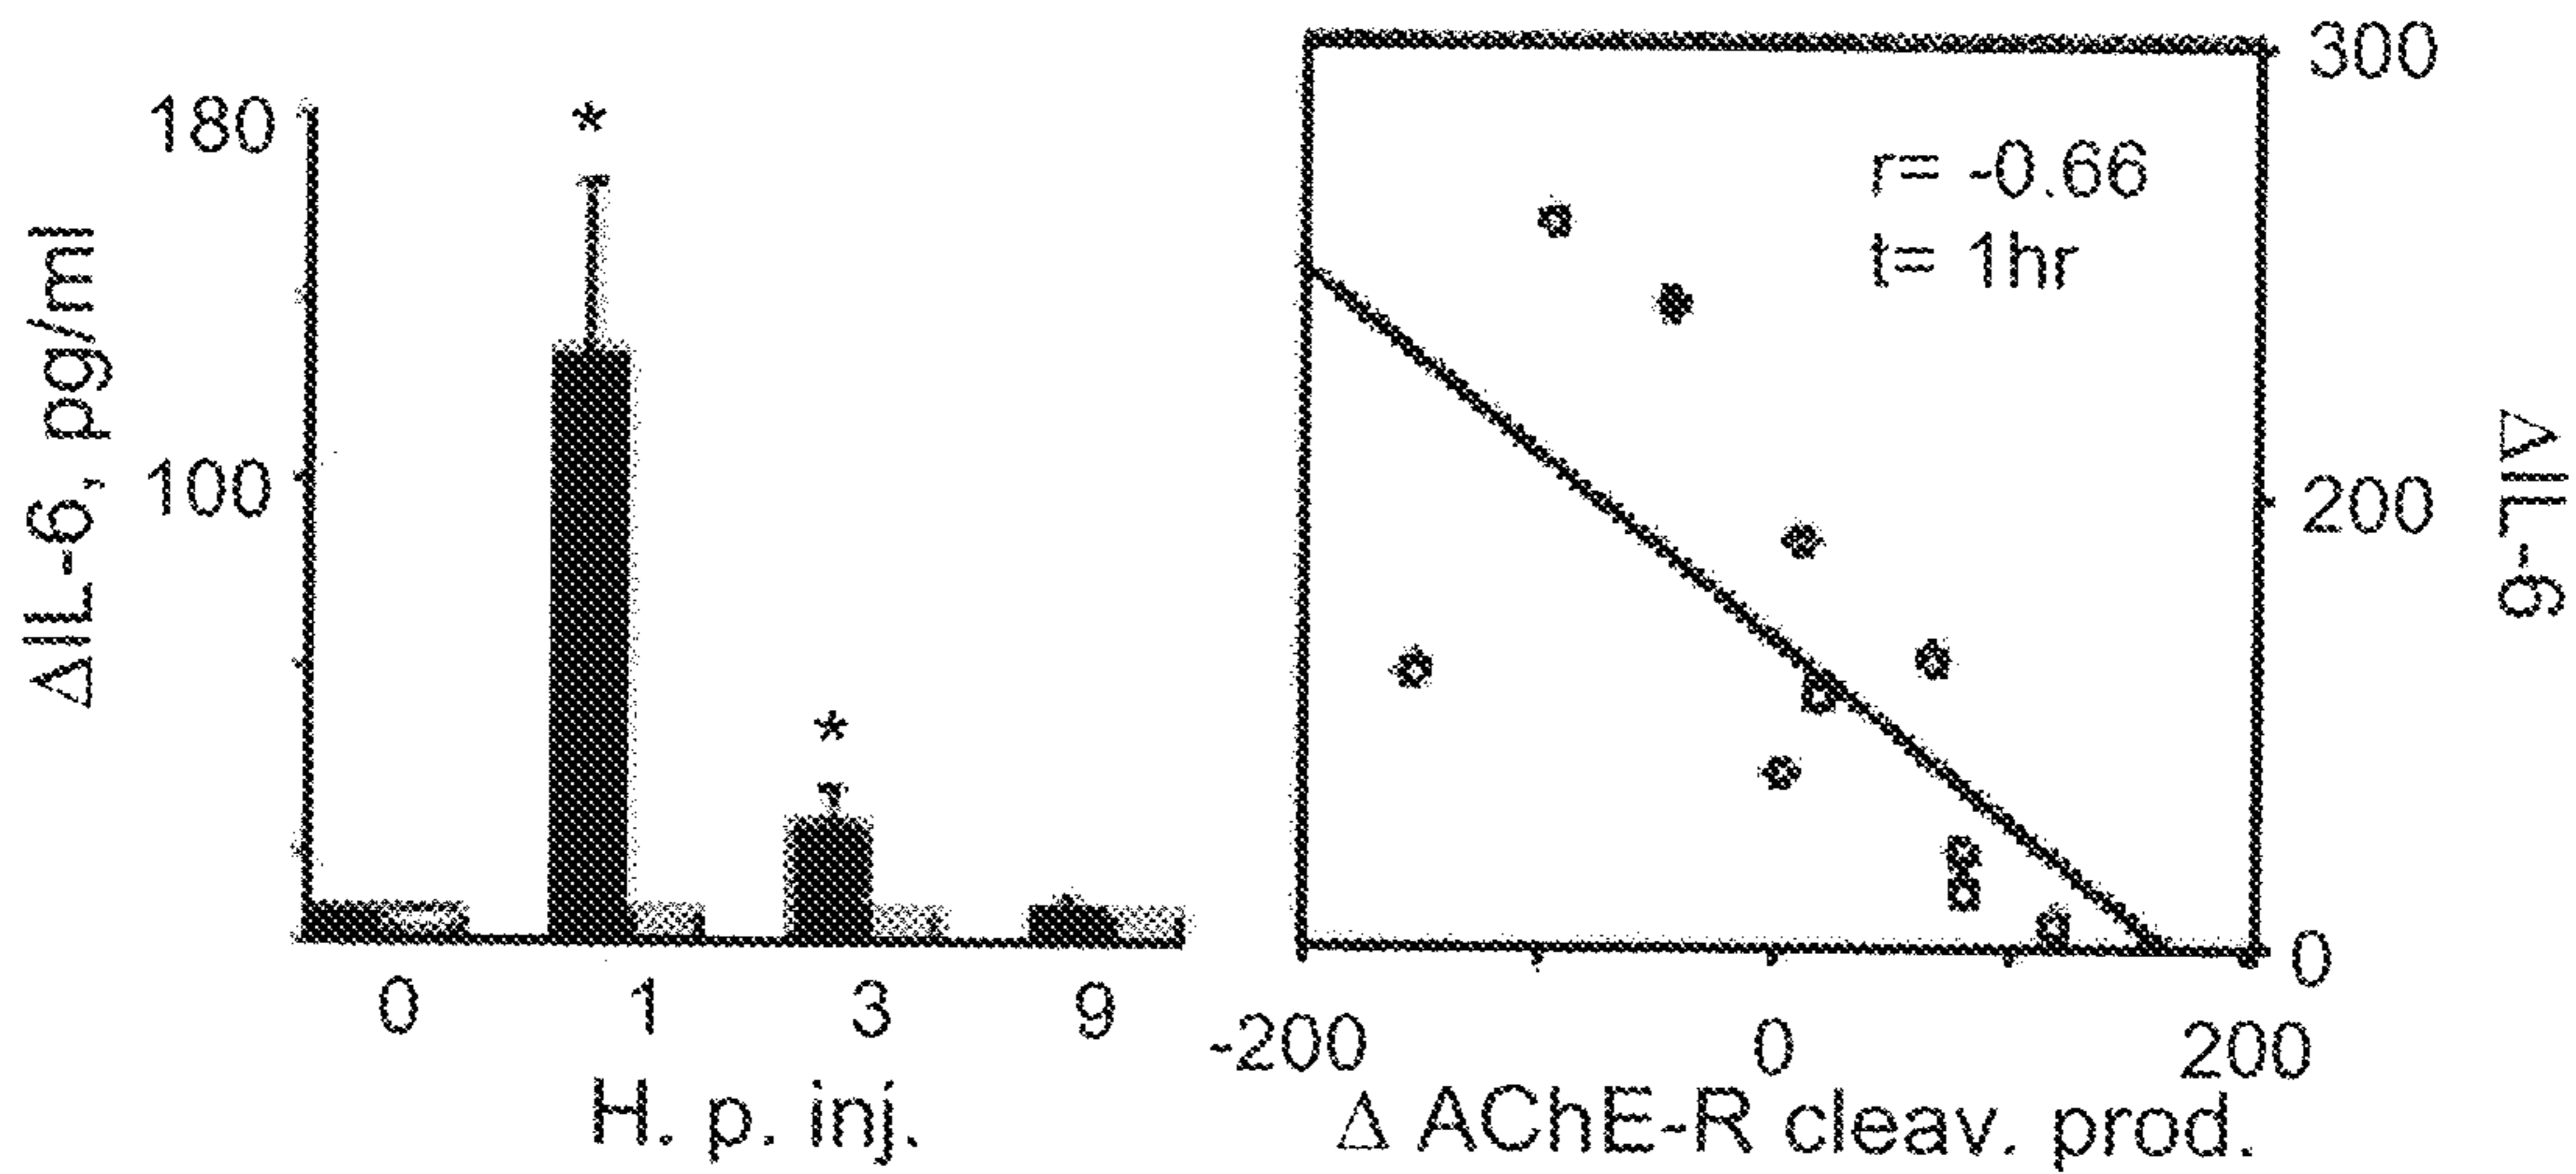 180
*
100
*
ΔIL-6, pg/ml
0 1 3 9
H. p. inj.
300
r= -0.66
t= 1hr
200
0
ΔIL-6
-200 0 200
Δ AChE-R cleav. prod.